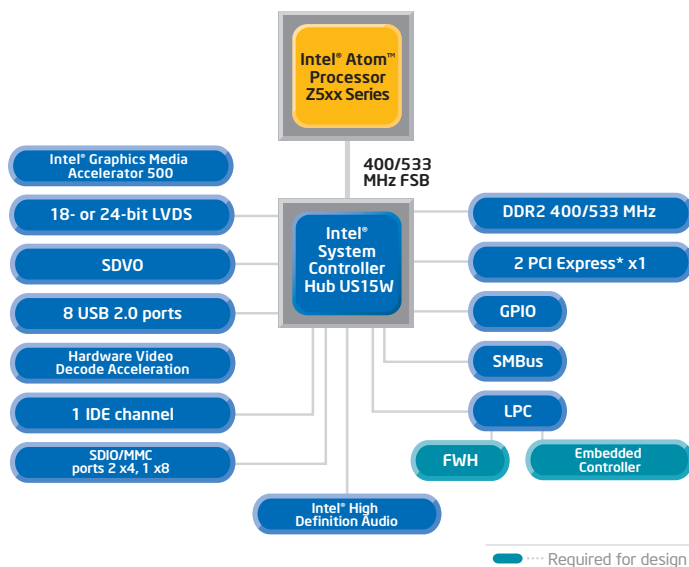 Intel® Atom™
Processor
Z5xx Series
400/533
MHz FSB
Intel® Graphics Media
Accelerator 500
18- or 24-bit LVDS
SDVO
8 USB 2.0 ports
Hardware Video
Decode Acceleration
1 IDE channel
SDIO/MMC
ports 2 x4, 1 x8
Intel®
System
Controller
Hub US15W
DDR2 400/533 MHz
2 PCI Express* x1
GPIO
SMBus
LPC
FWH
Embedded
Controller
Intel® High
Definition Audio
Required for design